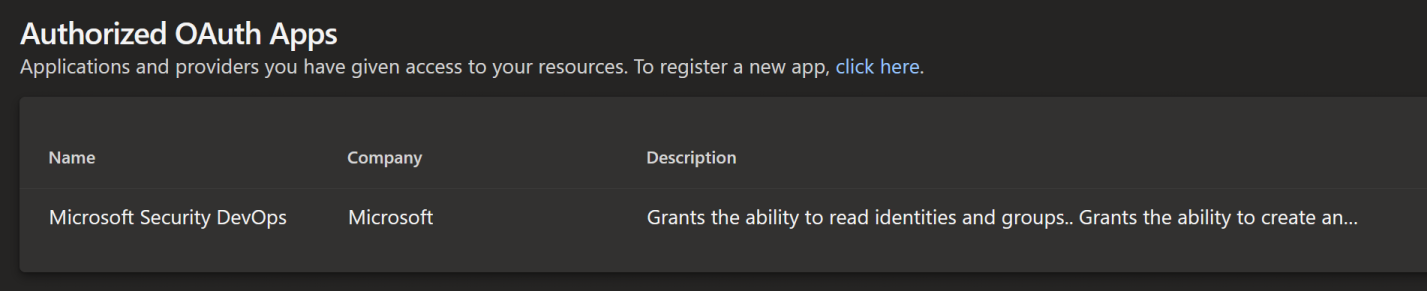 Authorized OAuth Apps
Applications and providers you have given access to your resources. To register a new app, click here.
Name Company Description
Microsoft Security DevOps Microsoft Grants the ability to read identities and groups.. Grants the ability to create an...